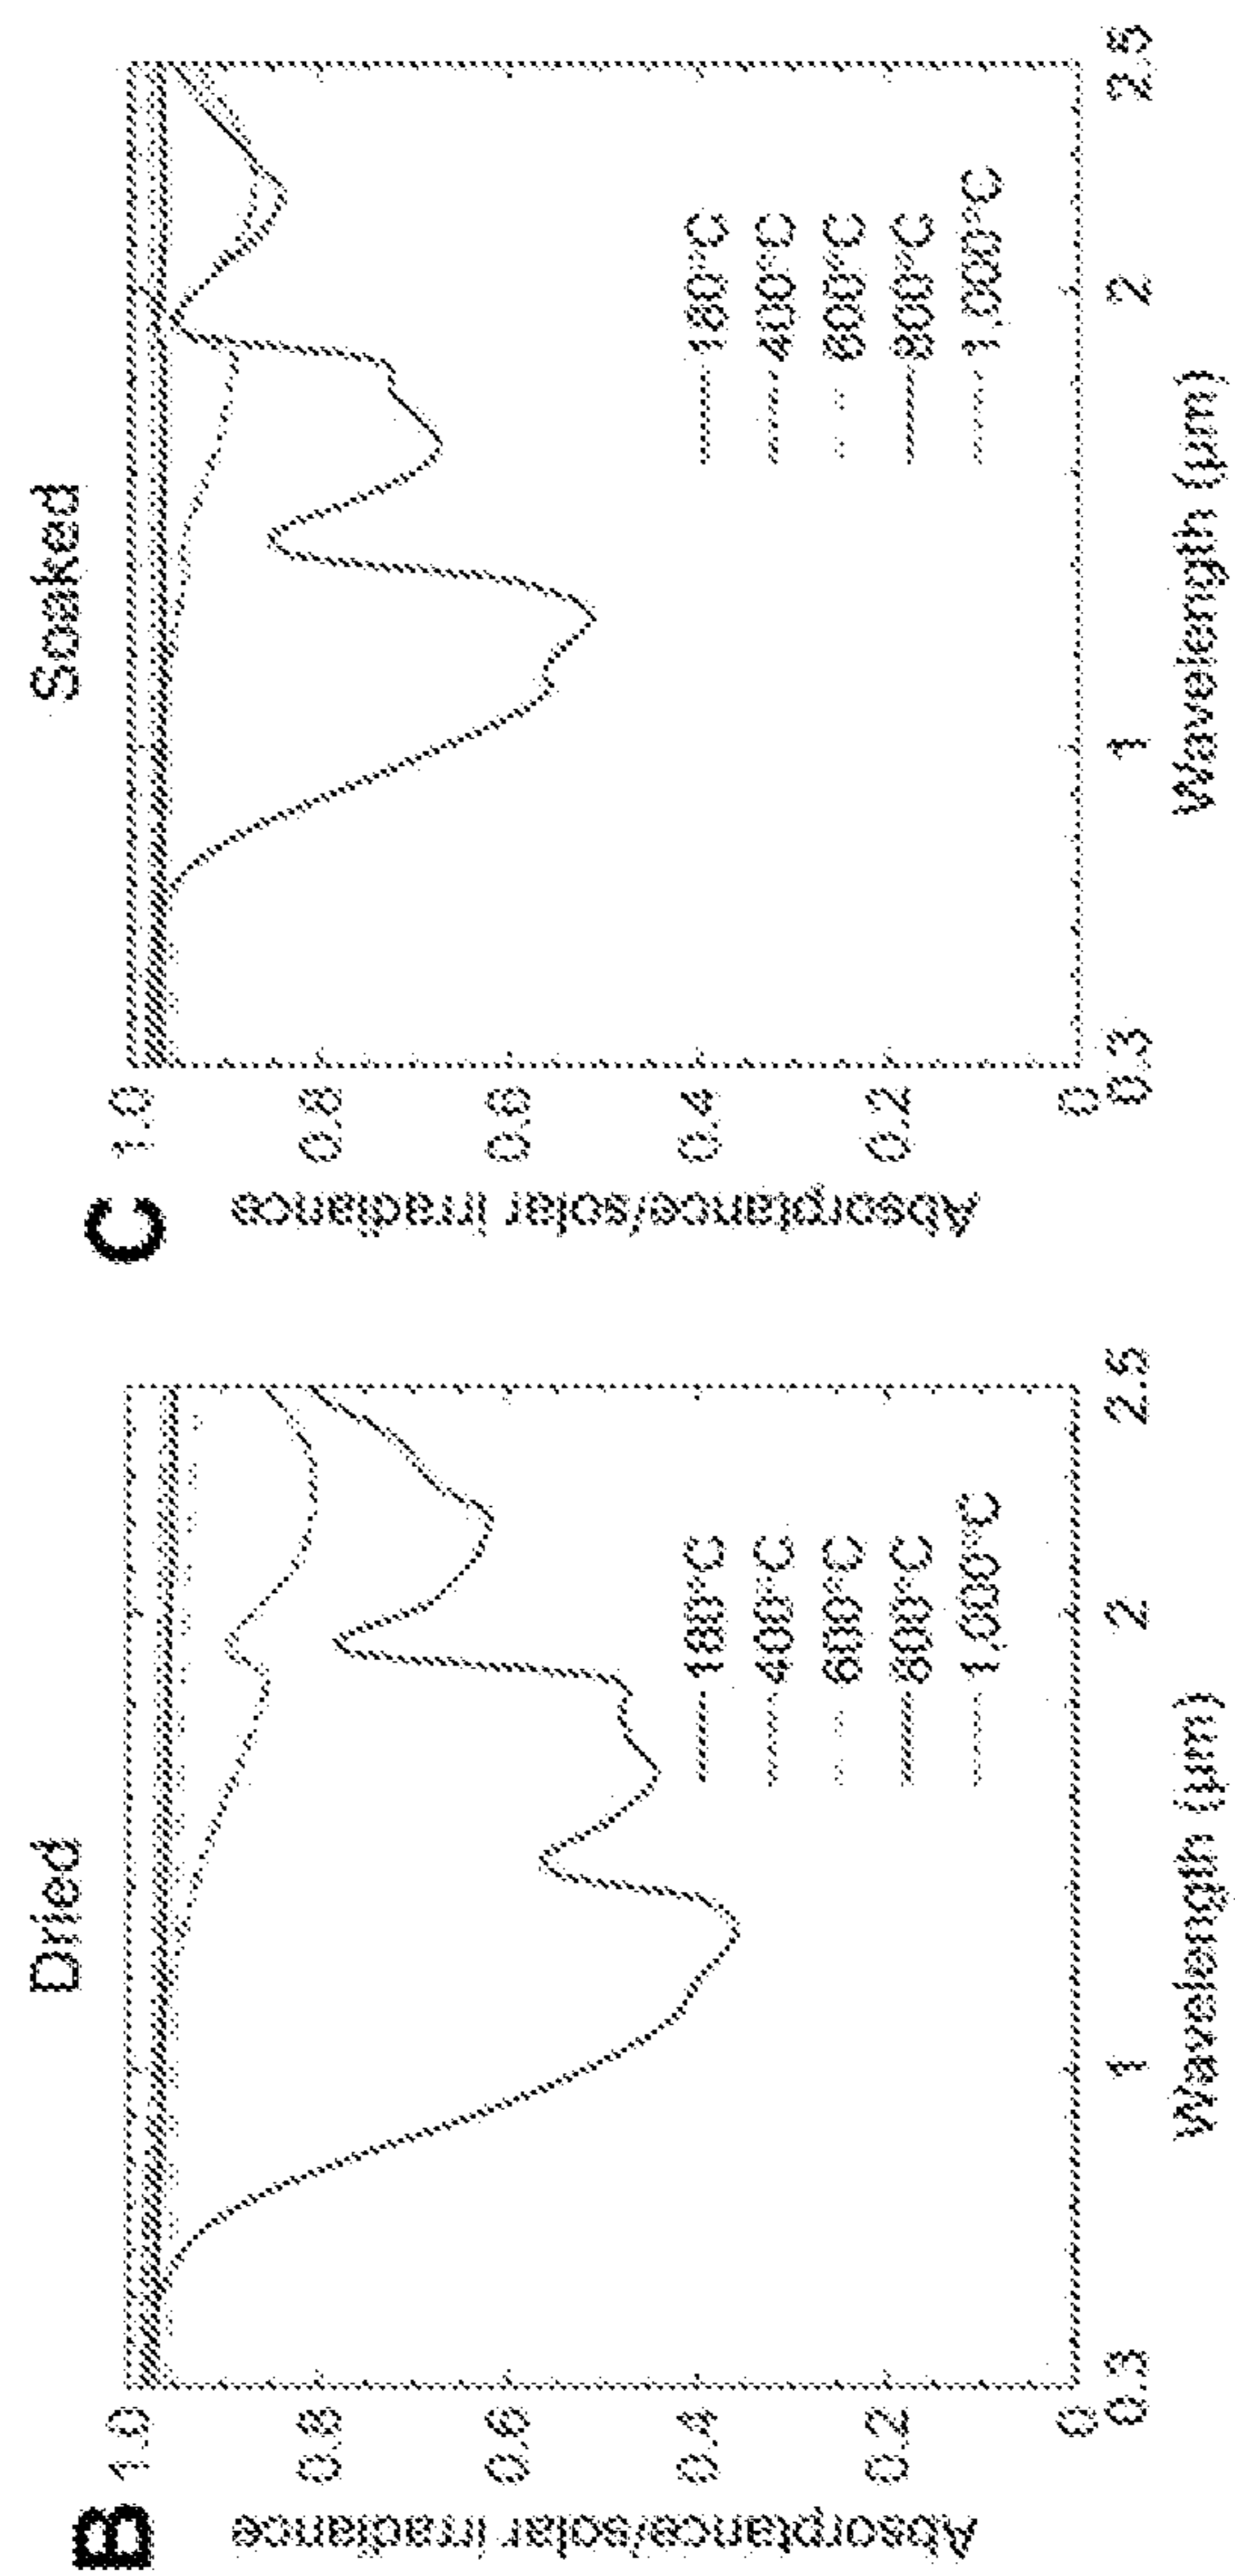 B
Dried
Absorptance/solar irradiance
1.0
0.8
0.6
0.4
0.2
0
180°C
400°C
600°C
800°C
1,000°C
0.3
1
2
2.5
Wavelength (μm)
C
Soaked
Absorptance/solar irradiance
1.0
0.8
0.6
0.4
0.2
0
180°C
400°C
600°C
800°C
1,000°C
0.3
1
2
2.5
Wavelength (μm)